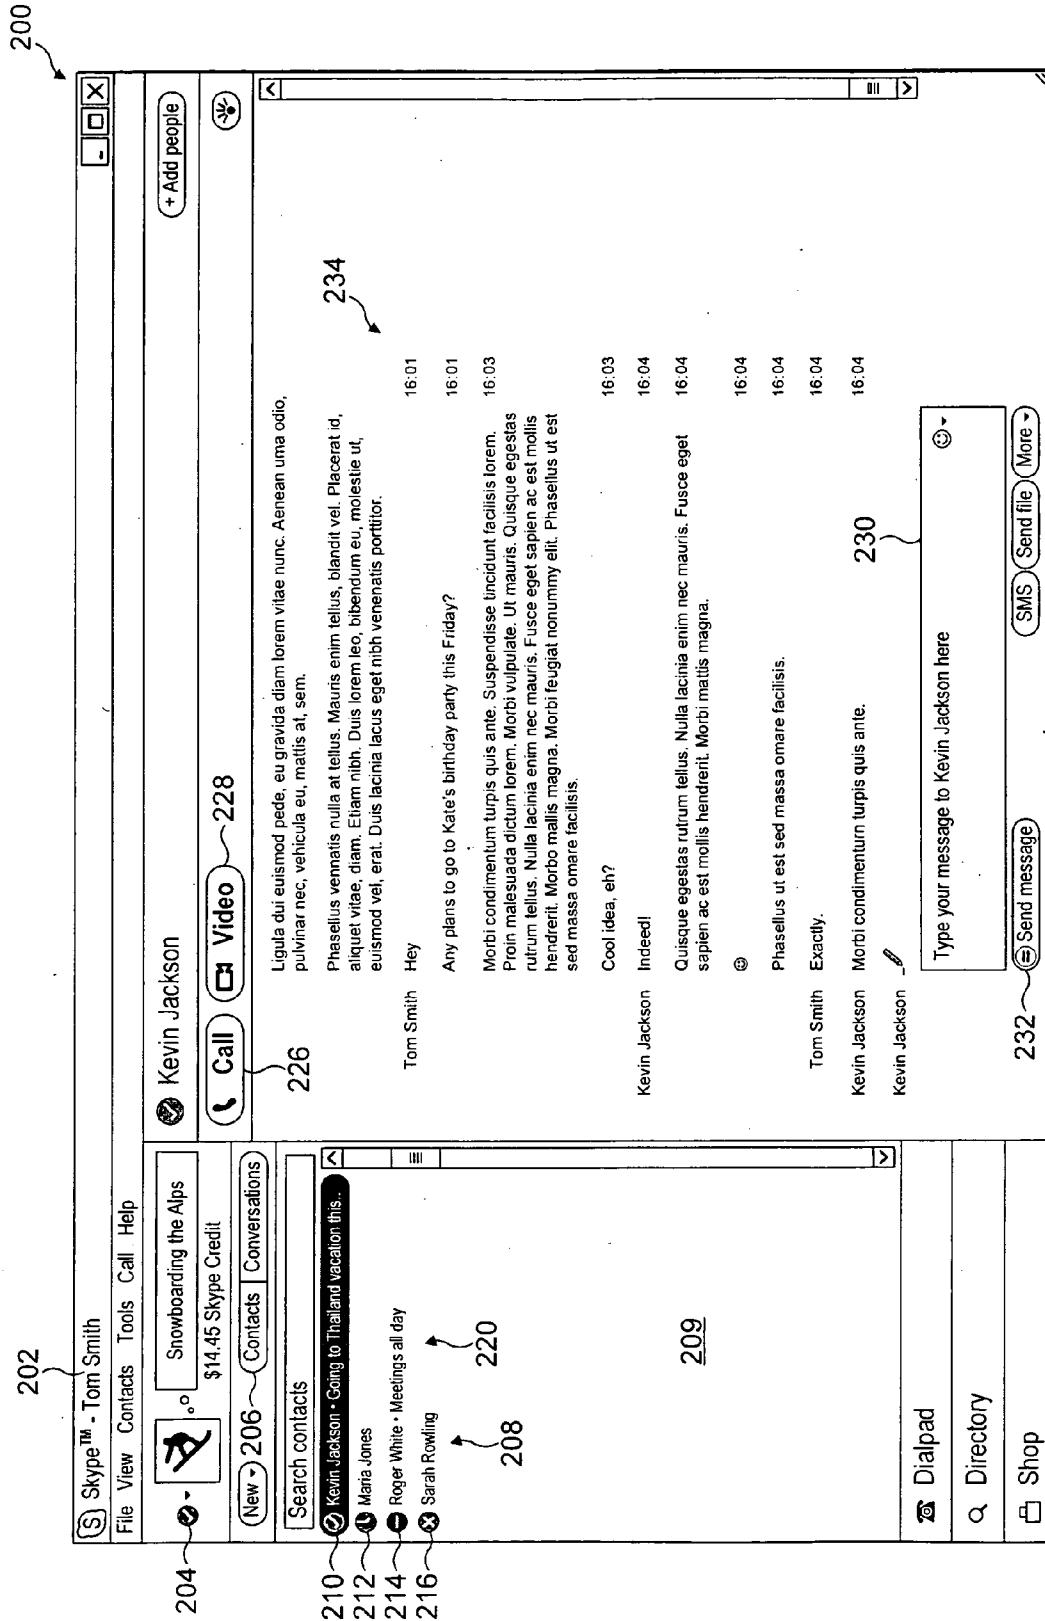 200
202
Skype™ - Tom Smith
File View Contacts Tools Call Help
204
Snowboarding the Alps
$14.45 Skype Credit
New 206 Contacts Conversations
Search contacts
210 Kevin Jackson • Going to Thailand vacation this..
212 Maria Jones
214 Roger White • Meetings all day
216 Sarah Rowling
208
220
209
Dialpad
Directory
Shop
Kevin Jackson
+ Add people
Call
Video
226
228
234
Ligula dui euismod pede, eu gravida diam lorem vitae nunc. Aenean uma odio,
pulvinar nec, vehicula eu, mattis at, sem.
Phasellus vennatis nulla at tellus. Mauris enim tellus, blandit vel. Placerat id,
aliquet vitae, diam. Etiam nibh. Duis lorem leo, bibendum eu, molestie ut,
euismod vel, erat. Duis lacinia lacus eget nibh venenatis porttitor.
Tom Smith Hey 16:01
Any plans to go to Kate's birthday party this Friday? 16:01
Morbi condimentum turpis quis ante. Suspendisse tincidunt facilisis lorem. 16:03
Proin malesuada dictum lorem. Morbi vulputate. Ut mauris. Quisque egestas
rutrum tellus. Nulla lacinia enim nec mauris. Fusce eget sapien ac est mollis
hendrerit. Morbo mallis magna. Morbi feugiat nonummy elit. Phasellus ut est
sed massa omare facilisis.
Cool idea, eh? 16:03
Kevin Jackson Indeed! 16:04
Quisque egestas rutrum tellus. Nulla lacinia enim nec mauris. Fusce eget 16:04
sapien ac est mollis hendrerit. Morbi mattis magna.
☺ 16:04
Phasellus ut est sed massa omare facilisis. 16:04
Tom Smith Exactly. 16:04
Kevin Jackson Morbi condimenturn turpis quis ante. 16:04
Kevin Jackson
230
Type your message to Kevin Jackson here
232 Send message SMS Send file More